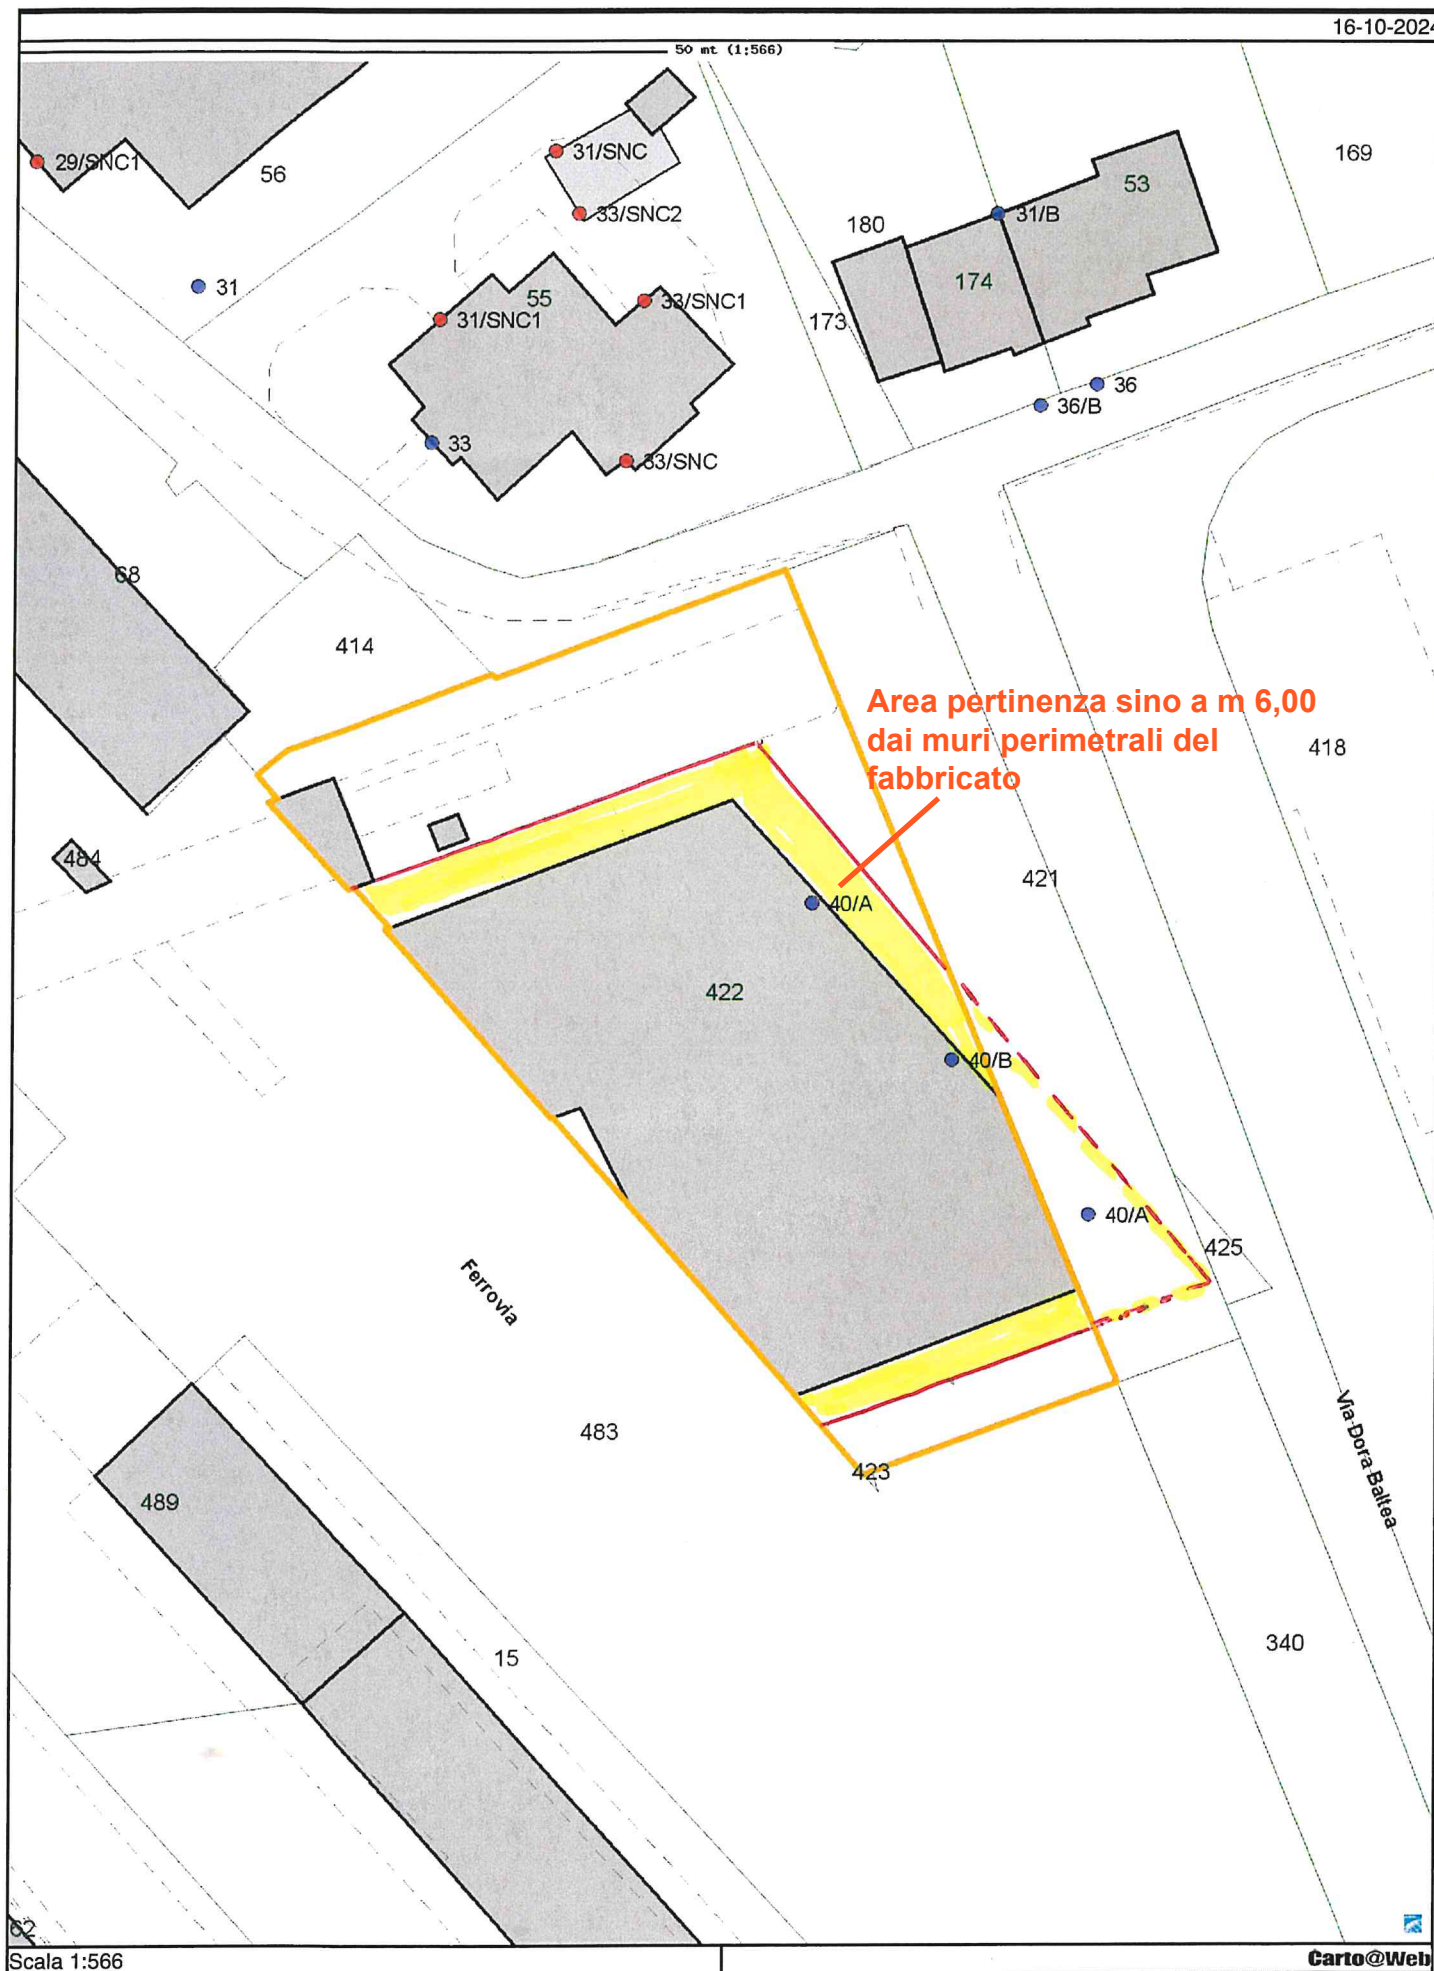 16-10-2024
50 mt (1:566)
29/SNC1
56
31/SNC
33/SNC2
31
55
31/SNC1
33/SNC1
33
33/SNC
180
31/B
53
169
174
173
36
36/B
68
414
Area pertinenza sino a m 6,00
dai muri perimetrali del
fabbricato
418
484
421
40/A
422
40/B
40/A
425
Ferrovia
483
423
Via Dora Baltea
489
15
340
62
Scala 1:566
Carto@Web